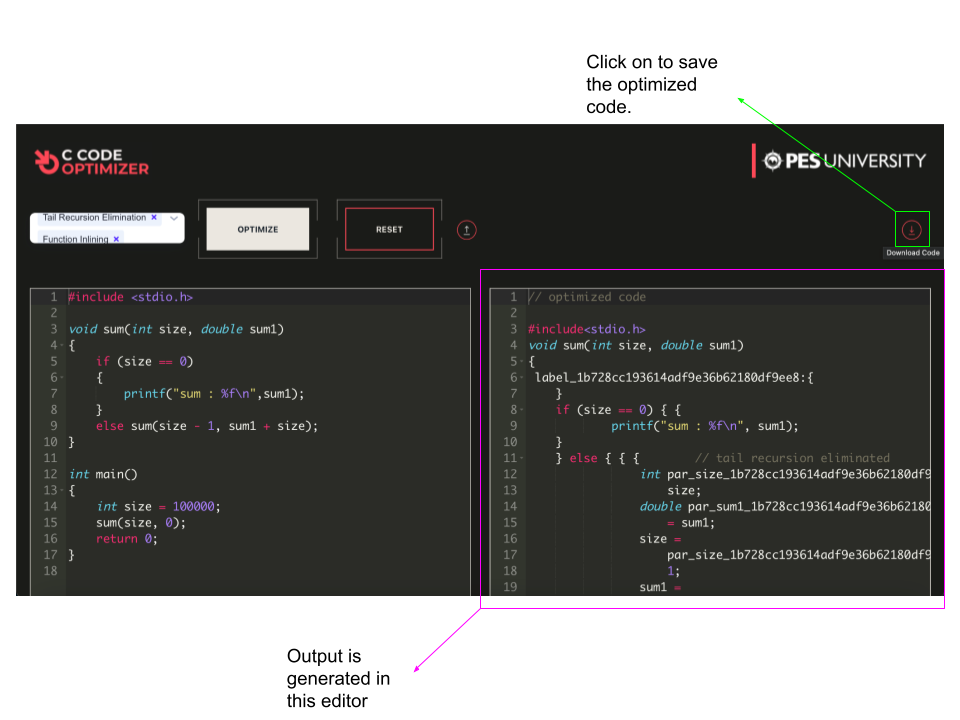 Click on to save
the optimized
code.
C CODE
OPTIMIZER
PES UNIVERSITY
Tail Recursion Elimination ×
Function Inlining ×
OPTIMIZE
RESET
Download Code
1 #include <stdio.h>
2
3 void sum(int size, double sum1)
4 {
5 if (size == 0)
6 {
7 printf("sum : %f\n",sum1);
8 }
9 else sum(size - 1, sum1 + size);
10 }
11
12 int main()
13 {
14 int size = 100000;
15 sum(size, 0);
16 return 0;
17 }
18
1 // optimized code
2
3 #include<stdio.h>
4 void sum(int size, double sum1)
5 {
6 label_1b728cc193614adf9e36b62180df9ee8:{
7 }
8 if (size == 0) { {
9 printf("sum : %f\n", sum1);
10 }
11 } else { { { // tail recursion eliminated
12 int par_size_1b728cc193614adf9e36b62180df9
13 size;
14 double par_sum1_1b728cc193614adf9e36b62180
15 = sum1;
16 size =
17 par_size_1b728cc193614adf9e36b62180df9
18 1;
19 sum1 =
Output is
generated in
this editor